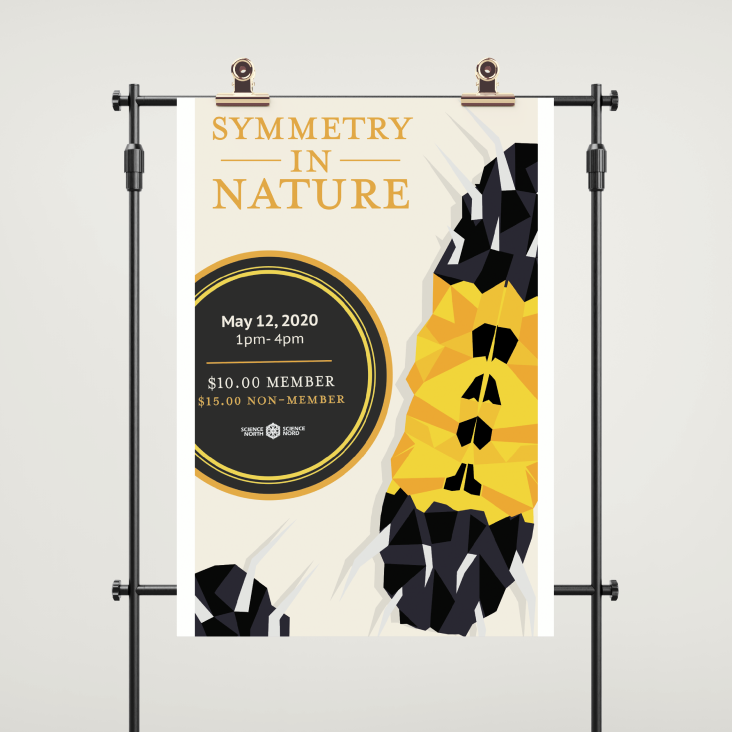 SYMMETRY
IN
NATURE
May 12, 2020
1pm- 4pm
$10.00 MEMBER
$15.00 NON-MEMBER
SCIENCE NORTH
SCIENCE NORD